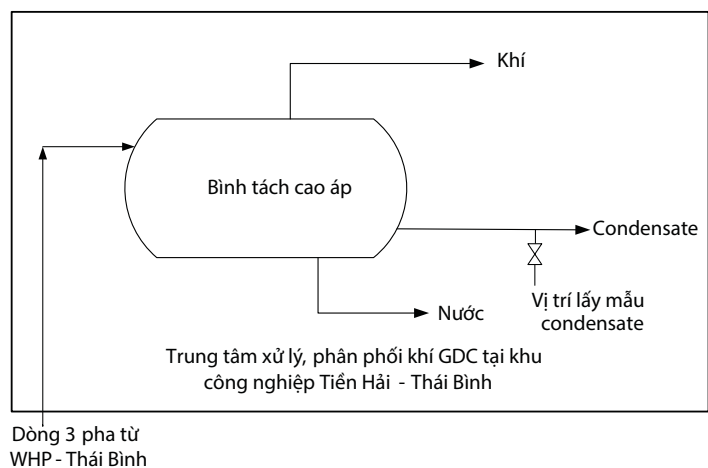 Khí
Bình tách cao áp
Condensate
Vị trí lấy mẫu
condensate
Nước
Trung tâm xử lý, phân phối khí GDC tại khu
công nghiệp Tiền Hải - Thái Bình
Dòng 3 pha từ
WHP - Thái Bình